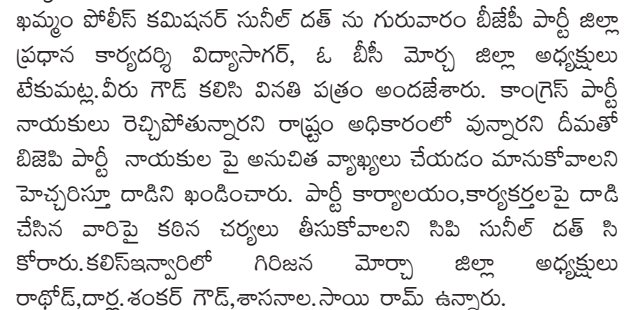 ఖమ్మం పోలీస్ కమిషనర్ సునీల్ దత్ ను గురువారం బీజేపీ పార్టీ జిల్లా
ప్రధాన కార్యదర్శి విద్యాసాగర్, ఓ బీసీ మోర్చ జిల్లా అధ్యక్షులు
టేకుమట్ల.వీరు గౌడ్ కలిసి వినతి పత్రం అందజేశారు. కాంగ్రెస్ పార్టీ
నాయకులు రెచ్చిపోతున్నారని రాష్ట్రం అధికారంలో వున్నారని దీమతో
బిజెపి పార్టీ నాయకుల పై అనుచిత వ్యాఖ్యలు చేయడం మానుకోవాలని
హెచ్చరిస్తూ దాడిని ఖండించారు. పార్టీ కార్యాలయం,కార్యకర్తలపై దాడి
చేసిన వారిపై కఠిన చర్యలు తీసుకోవాలని సిపి సునీల్ దత్ సి
కోరారు.కలిస్ఇన్వారిలో గిరిజన మోర్చా జిల్లా అధ్యక్షులు
రాథోడ్,దార్ల.శంకర్ గౌడ్,శాసనాల.సాయి రామ్ ఉన్నారు.